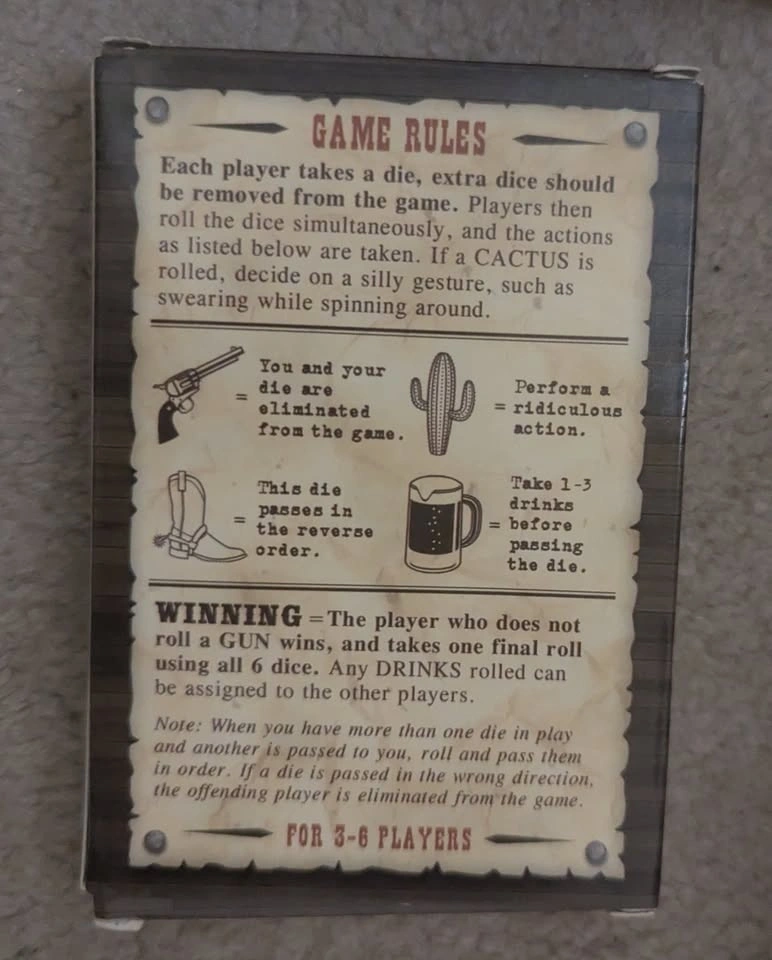 GAME RULES
Each player takes a die, extra dice should
be removed from the game. Players then
roll the dice simultaneously, and the actions
as listed below are taken. If a CACTUS is
rolled, decide on a silly gesture, such as
swearing while spinning around.
= You and your
die are
eliminated
from the game.
= Perform a
ridiculous
action.
= This die
passes in
the reverse
order.
= Take 1-3
drinks
before
passing
the die.
WINNING = The player who does not
roll a GUN wins, and takes one final roll
using all 6 dice. Any DRINKS rolled can
be assigned to the other players.
Note: When you have more than one die in play
and another is passed to you, roll and pass them
in order. If a die is passed in the wrong direction,
the offending player is eliminated from the game.
FOR 3-6 PLAYERS